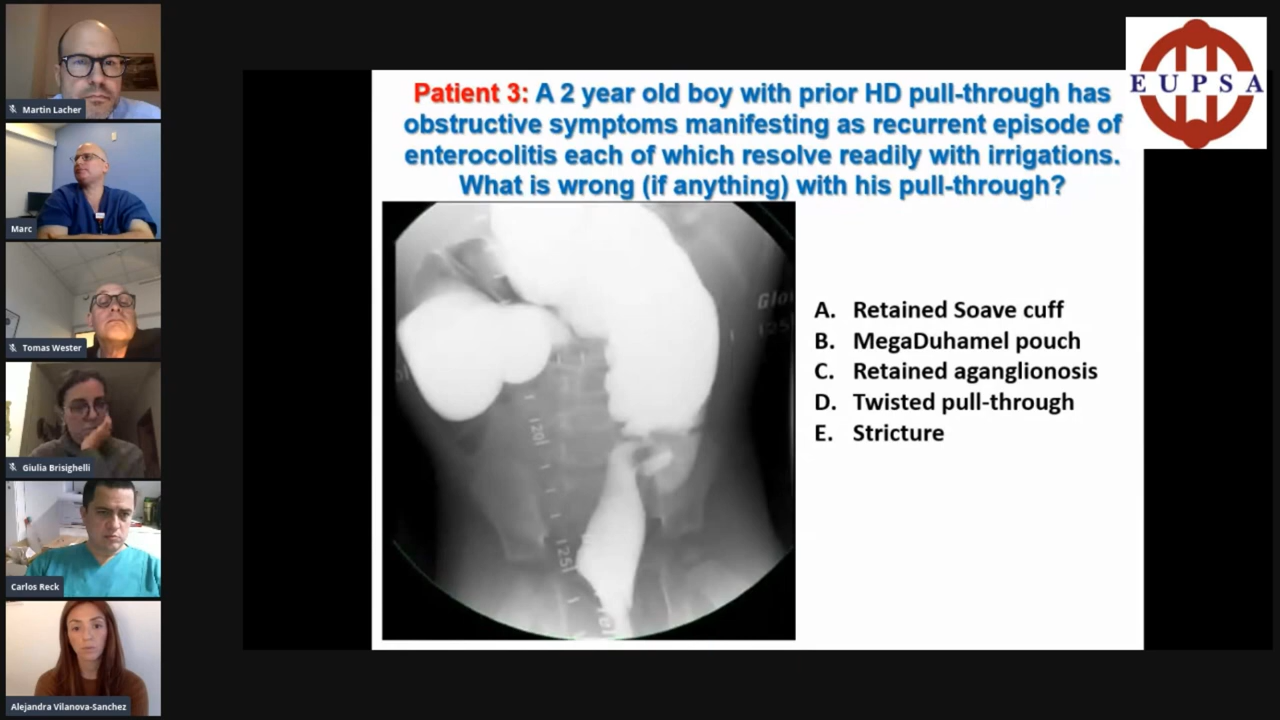 Martin Lacher
Marc
Tomas Wester
Giulia Brisighelli
Carlos Reck
Alejandra Vilanova-Sanchez
Patient 3: A 2 year old boy with prior HD pull-through has
obstructive symptoms manifesting as recurrent episode of
enterocolitis each of which resolve readily with irrigations.
What is wrong (if anything) with his pull-through?
120
125
A. Retained Soave cuff
B. MegaDuhamel pouch
C. Retained aganglionosis
D. Twisted pull-through
E. Stricture
EUPSA